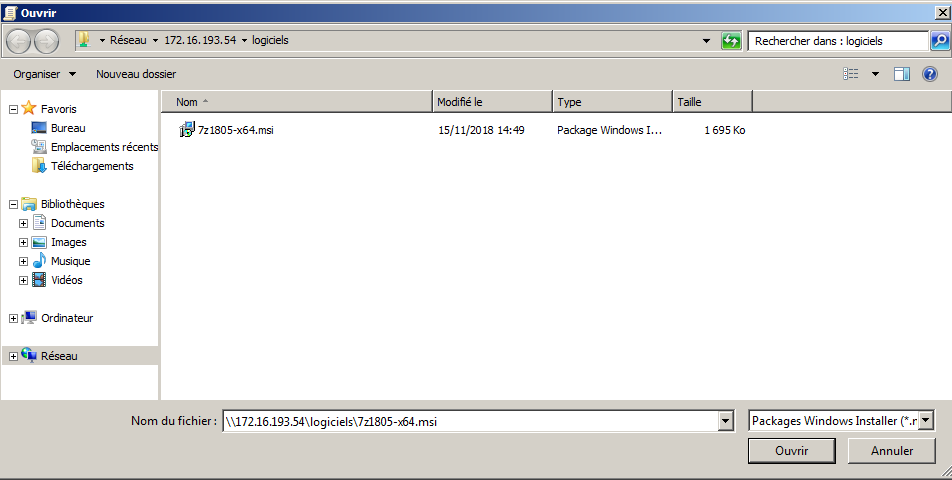 Ouvrir
Réseau 172.16.193.54 logiciels
Rechercher dans : logiciels
Organiser Nouveau dossier
Nom Modifié le Type Taille
7z1805-x64.msi 15/11/2018 14:49 Package Windows I... 1 695 Ko
Favoris
Bureau
Emplacements récents
Téléchargements
Bibliothèques
Documents
Images
Musique
Vidéos
Ordinateur
Réseau
Nom du fichier : \\172.16.193.54\logiciels\7z1805-x64.msi
Packages Windows Installer (*.r
Ouvrir Annuler